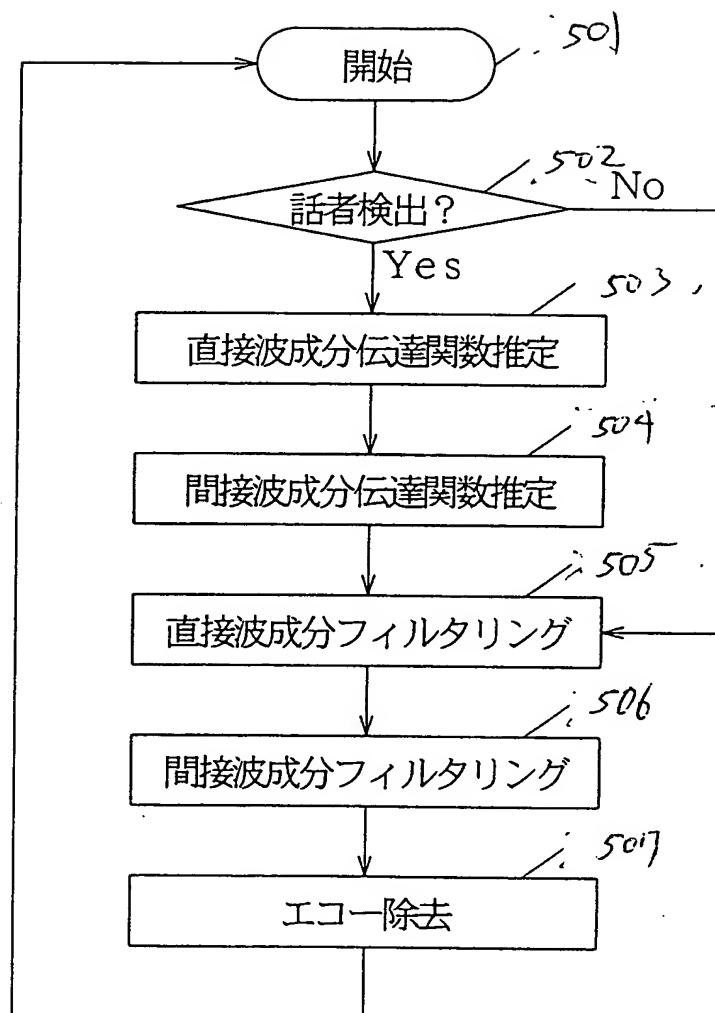 開始
501
話者検出?
502
No
Yes
503
直接波成分伝達関数推定
504
間接波成分伝達関数推定
505
直接波成分フィルタリング
506
間接波成分フィルタリング
507
エコー除去